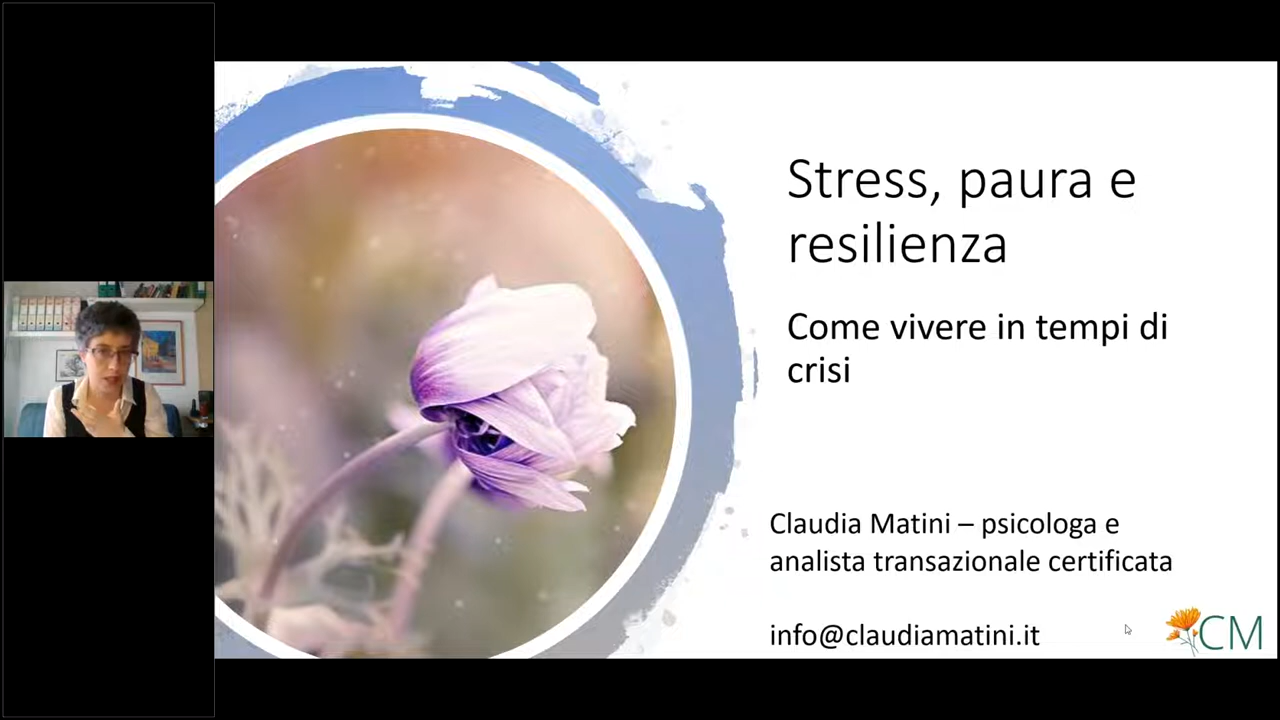 Stress, paura e
resilienza
Come vivere in tempi di
crisi
Claudia Matini – psicologa e
analista transazionale certificata
info@claudiamatini.it
CM